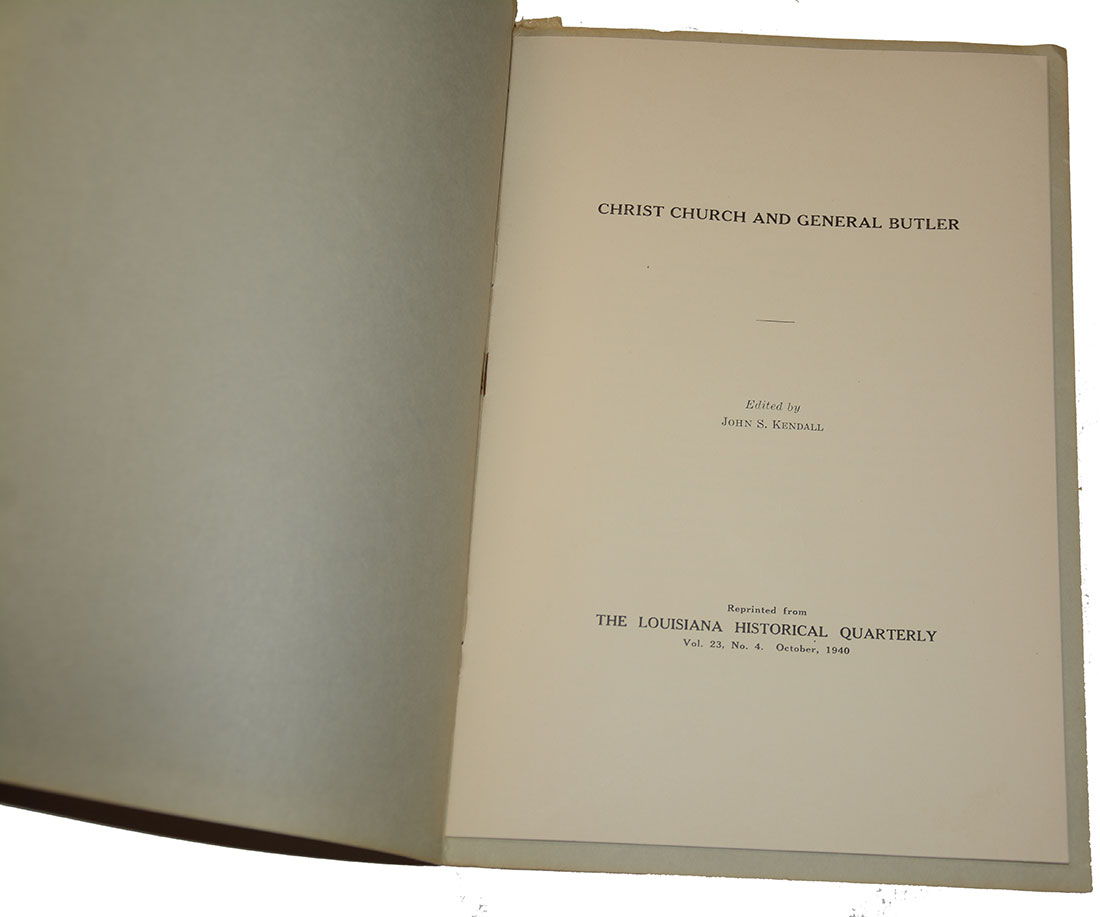 CHRIST CHURCH AND GENERAL BUTLER
Edited by
JOHN S. KENDALL
Reprinted from
THE LOUISIANA HISTORICAL QUARTERLY
Vol. 23, No. 4. October, 1940